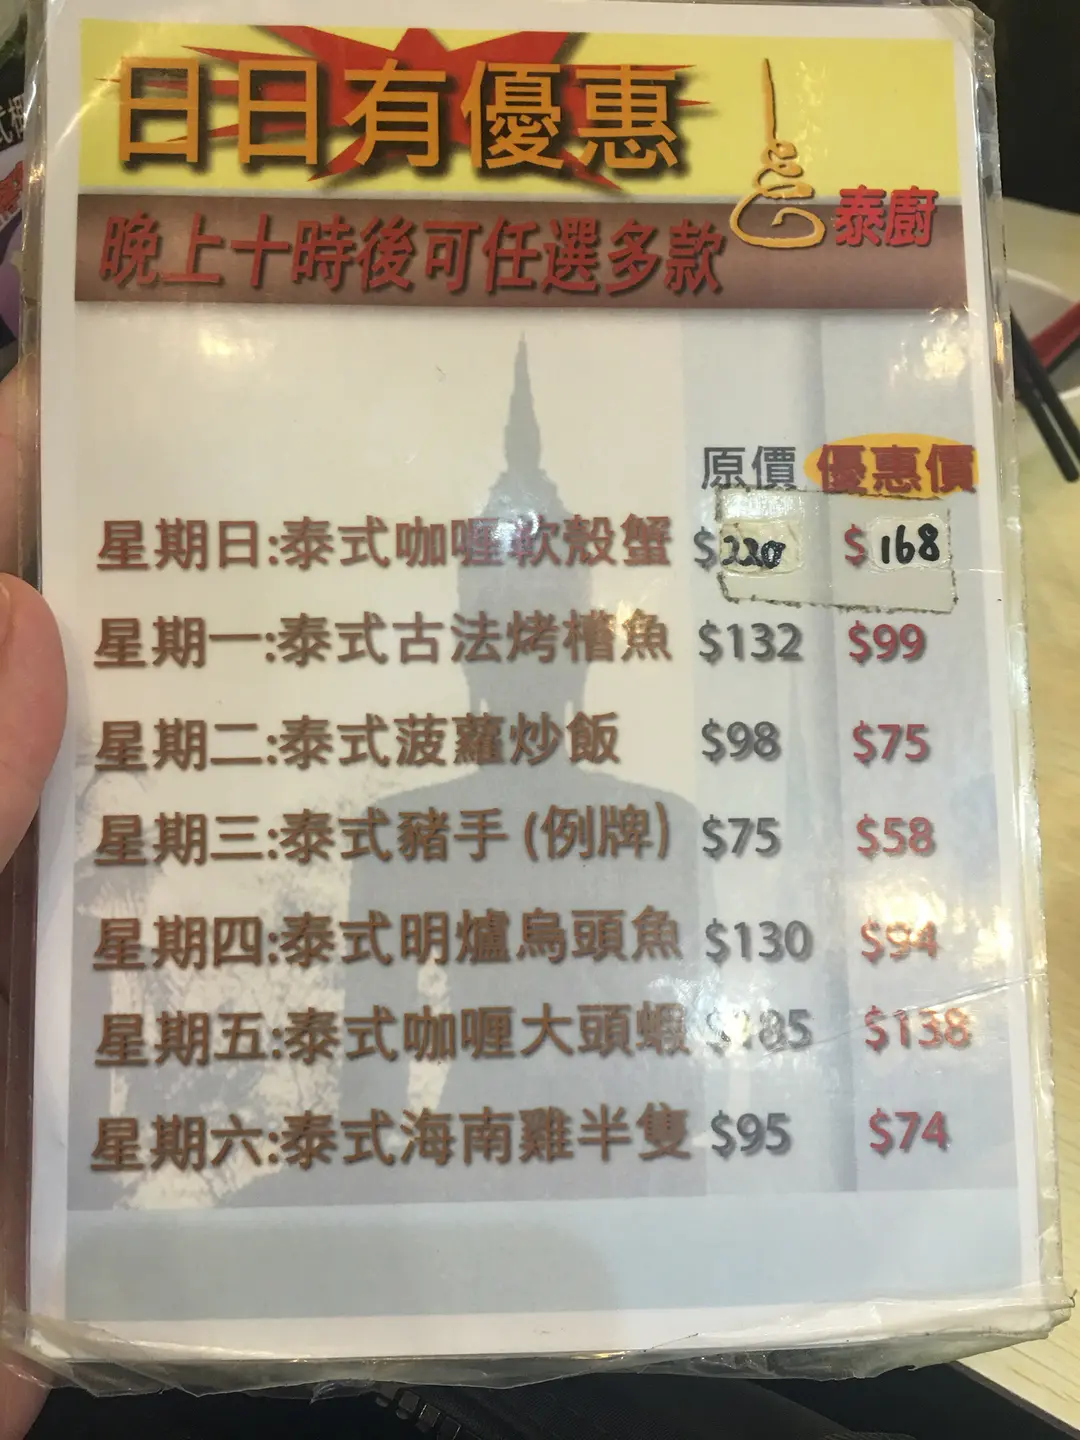 日日有優惠
泰廚
晚上十時後可任選多款
原價 優惠價
星期日:泰式咖喱軟殼蟹 $220 $168
星期一:泰式古法烤槽魚 $132 $99
星期二:泰式菠蘿炒飯 $98 $75
星期三:泰式豬手 (例牌) $75 $58
星期四:泰式明爐烏頭魚 $130 $94
星期五:泰式咖喱大頭蝦 $185 $138
星期六:泰式海南雞半隻 $95 $74